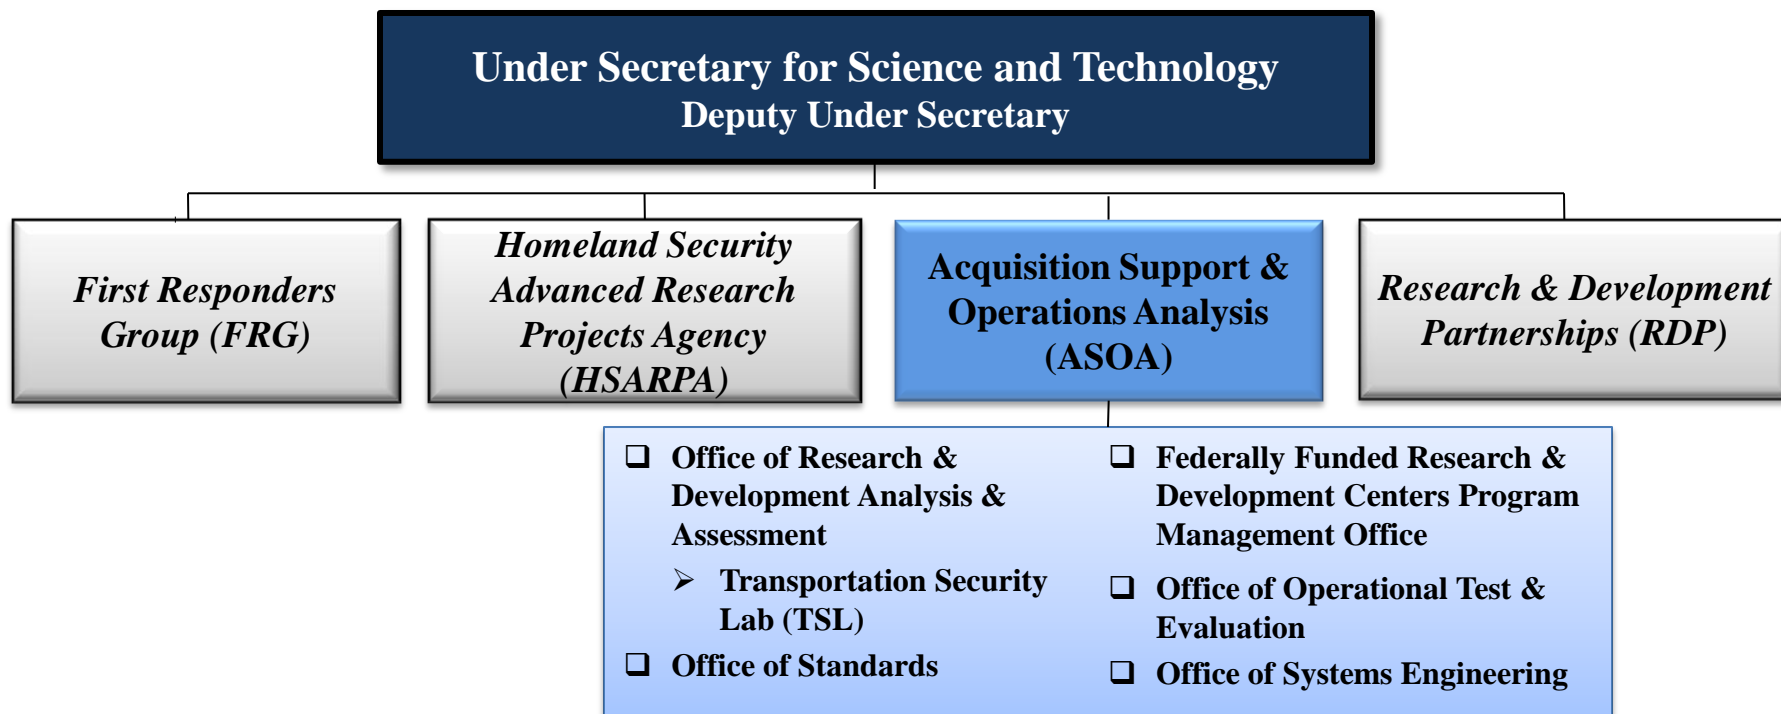 Under Secretary for Science and Technology
Deputy Under Secretary
First Responders
Group (FRG)
Homeland Security
Advanced Research
Projects Agency
(HSARPA)
Acquisition Support &
Operations Analysis
(ASOA)
Research & Development
Partnerships (RDP)
Office of Research &
Development Analysis &
Assessment
Transportation Security
Lab (TSL)
Office of Standards
Federally Funded Research &
Development Centers Program
Management Office
Office of Operational Test &
Evaluation
Office of Systems Engineering